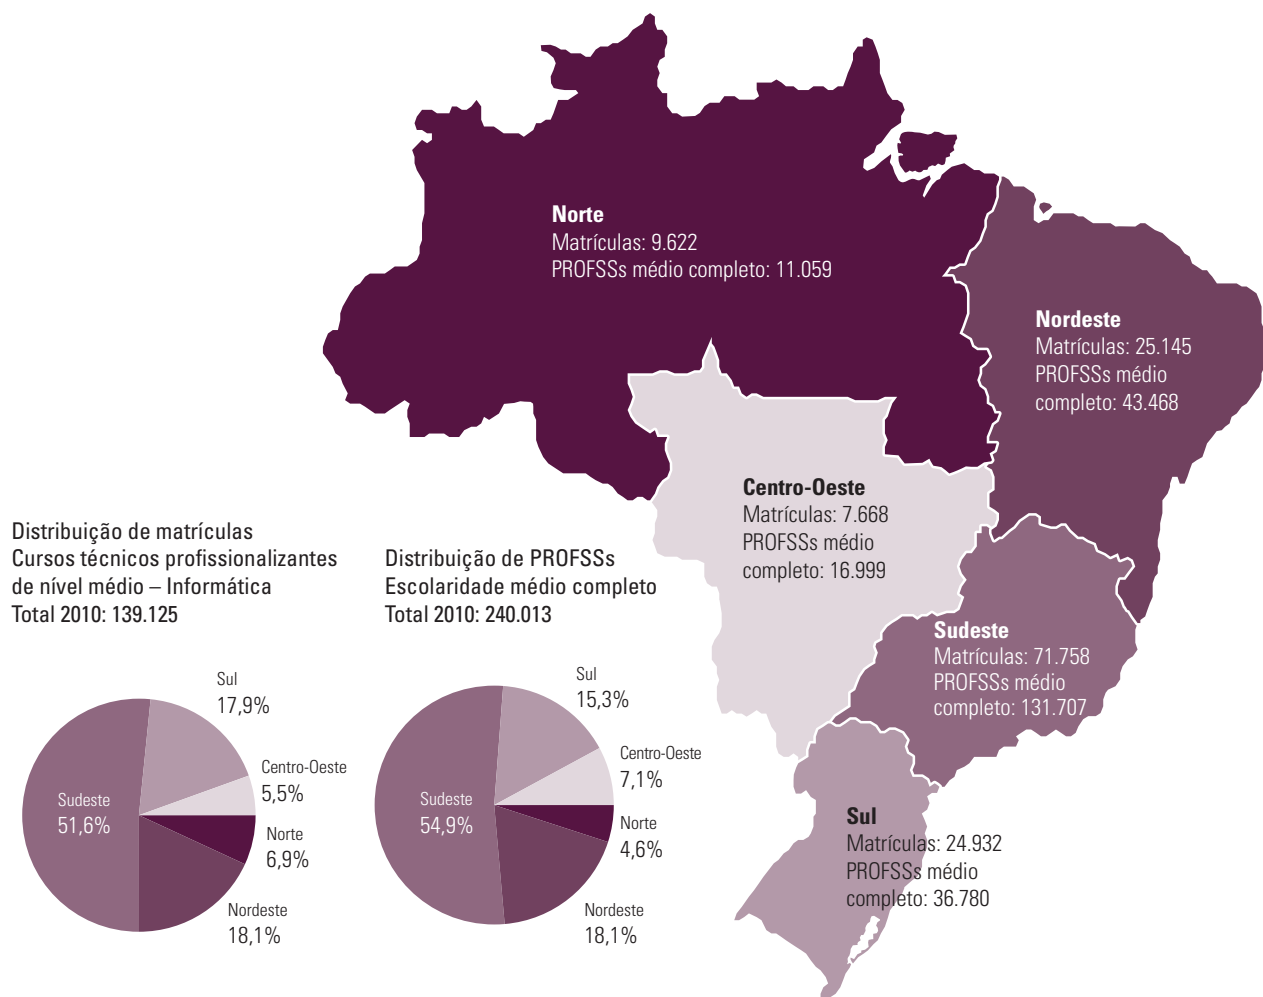 Norte
Matrículas: 9.622
PROFSSs médio completo: 11.059
Nordeste
Matrículas: 25.145
PROFSSs médio
completo: 43.468
Centro-Oeste
Matrículas: 7.668
PROFSSs médio
completo: 16.999
Sudeste
Matrículas: 71.758
PROFSSs médio
completo: 131.707
Sul
Matrículas: 24.932
PROFSSs médio
completo: 36.780
Distribuição de matrículas
Cursos técnicos profissionalizantes
de nível médio – Informática
Total 2010: 139.125
Sul
17,9%
Centro-Oeste
5,5%
Sudeste
51,6%
Norte
6,9%
Nordeste
18,1%
Distribuição de PROFSSs
Escolaridade médio completo
Total 2010: 240.013
Sul
15,3%
Centro-Oeste
7,1%
Sudeste
54,9%
Norte
4,6%
Nordeste
18,1%